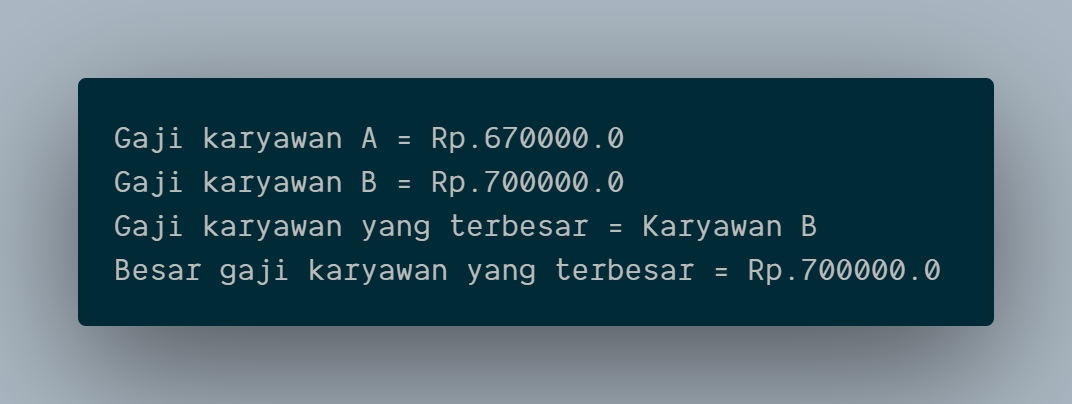 Gaji karyawan A = Rp.670000.0
Gaji karyawan B = Rp.700000.0
Gaji karyawan yang terbesar = Karyawan B
Besar gaji karyawan yang terbesar = Rp.700000.0